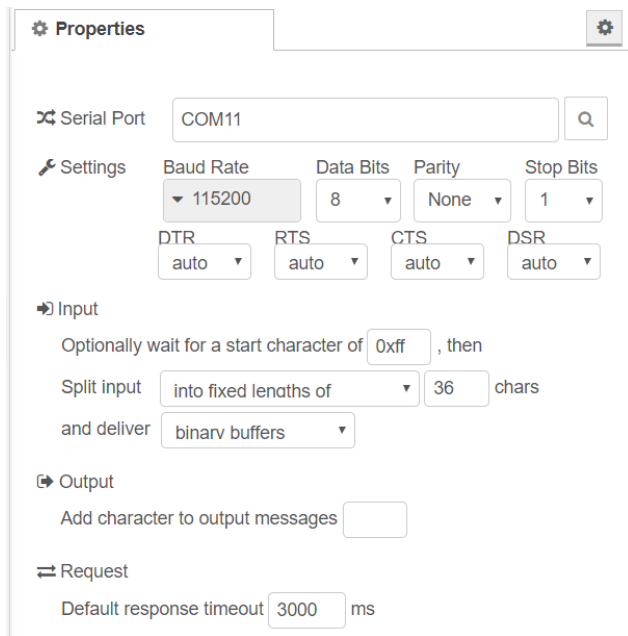 Properties
Serial Port COM11
Settings Baud Rate Data Bits Parity Stop Bits
115200 8 None 1
DTR RTS CTS DSR
auto auto auto auto
Input
Optionally wait for a start character of 0xff , then
Split input into fixed lengths of 36 chars
and deliver binary buffers
Output
Add character to output messages
Request
Default response timeout 3000 ms